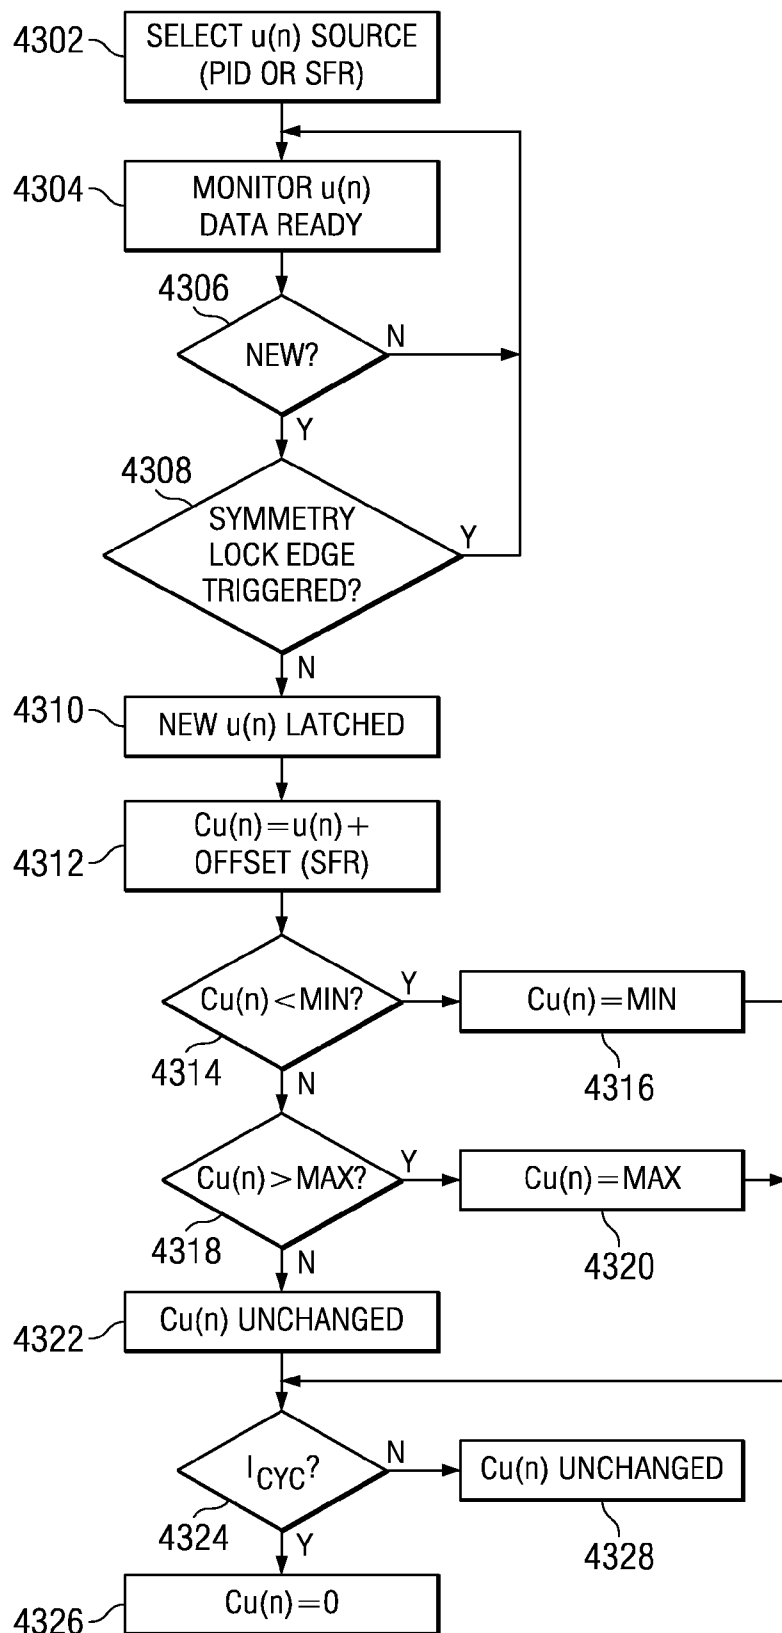 4302
SELECT u(n) SOURCE
(PID OR SFR)
4304
MONITOR u(n)
DATA READY
4306
NEW?
N
Y
4308
SYMMETRY
LOCK EDGE
TRIGGERED?
Y
N
4310
NEW u(n) LATCHED
4312
Cu(n)=u(n)+
OFFSET (SFR)
Cu(n)<MIN?
Y
4314
N
Cu(n)=MIN
4316
Cu(n)>MAX?
Y
4318
N
Cu(n)=MAX
4320
4322
Cu(n) UNCHANGED
ICYC?
N
4324
Y
Cu(n) UNCHANGED
4328
4326
Cu(n)=0